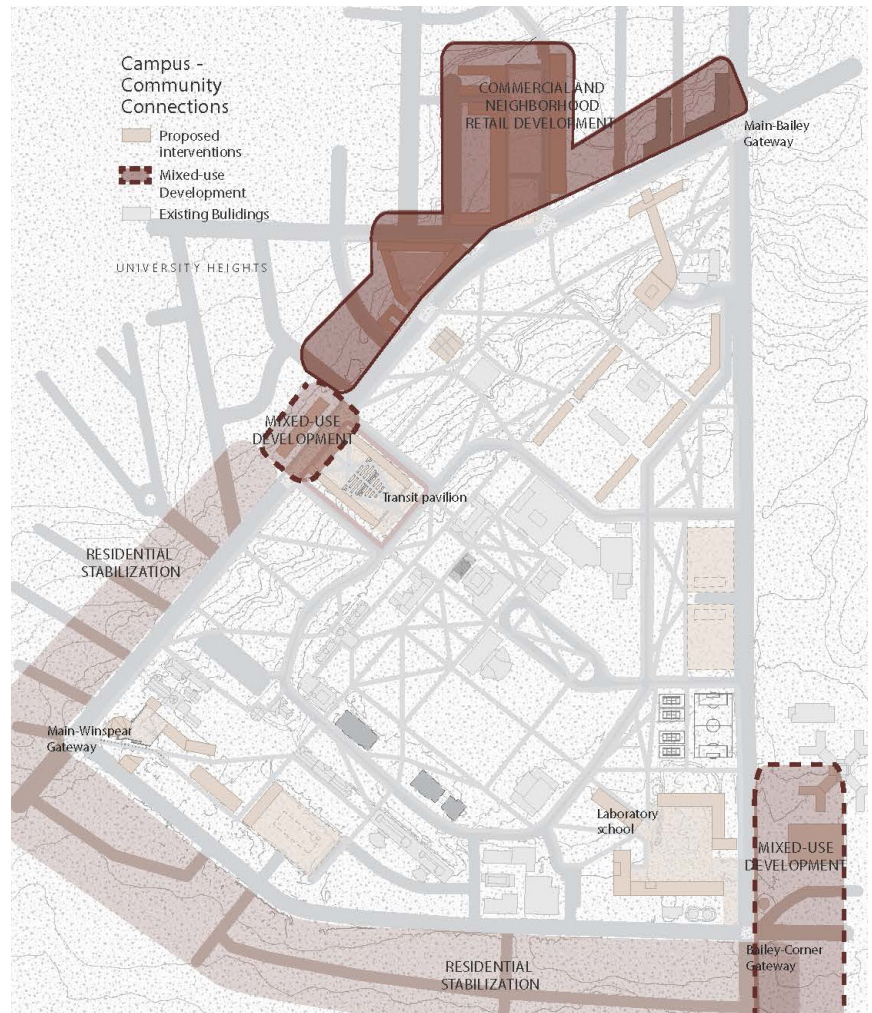 Campus -
Community
Connections
Proposed
interventions
Mixed-use
Development
Existing Bulidings
UNIVERSITY HEIGHTS
COMMERCIAL AND
NEIGHBORHOOD
RETAIL DEVELOPMENT
Main-Bailey
Gateway
MIXED-USE
DEVELOPMENT
Transit pavilion
RESIDENTIAL
STABILIZATION
Main-Winspear
Gateway
Laboratory
school
MIXED-USE
DEVELOPMENT
Bailey-Corner
Gateway
RESIDENTIAL
STABILIZATION